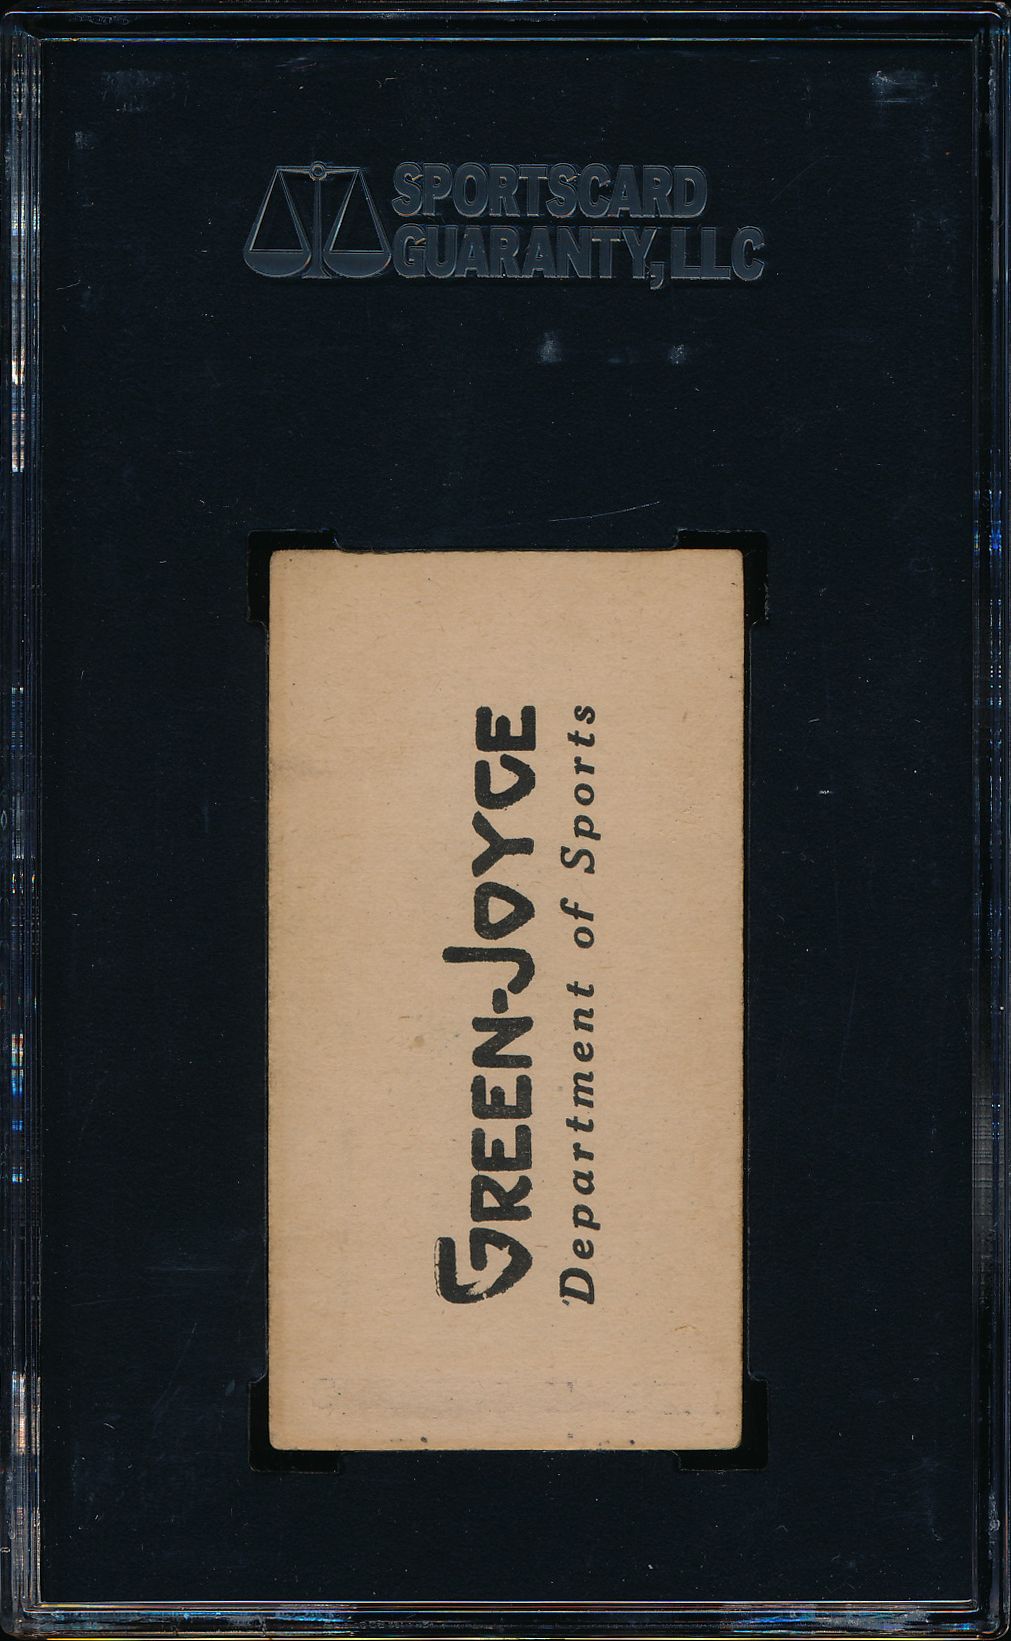 SPORTSCARD
GUARANTY, LLC
GREEN-JOYCE
Department of Sports